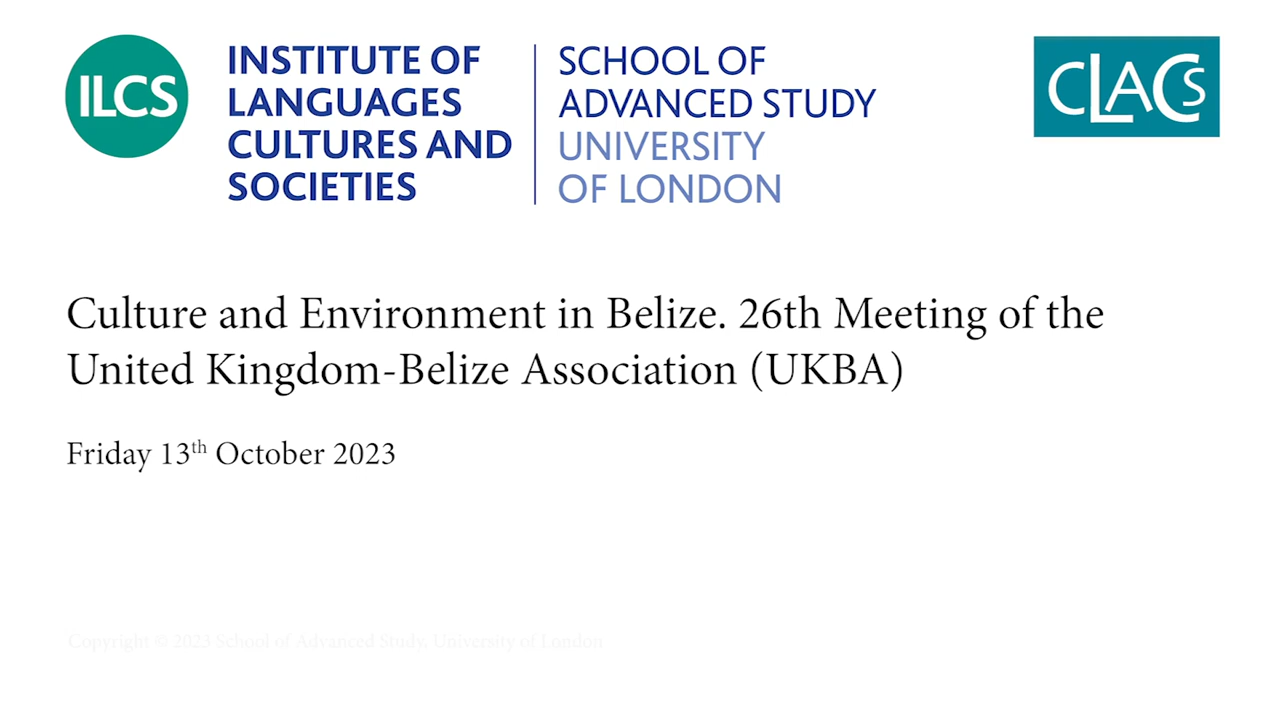 ILCS
INSTITUTE OF
LANGUAGES
CULTURES AND
SOCIETIES
SCHOOL OF
ADVANCED STUDY
UNIVERSITY
OF LONDON
CLACS
Culture and Environment in Belize. 26th Meeting of the
United Kingdom-Belize Association (UKBA)
Friday 13th October 2023
Copyright © 2023 School of Advanced Study, University of London